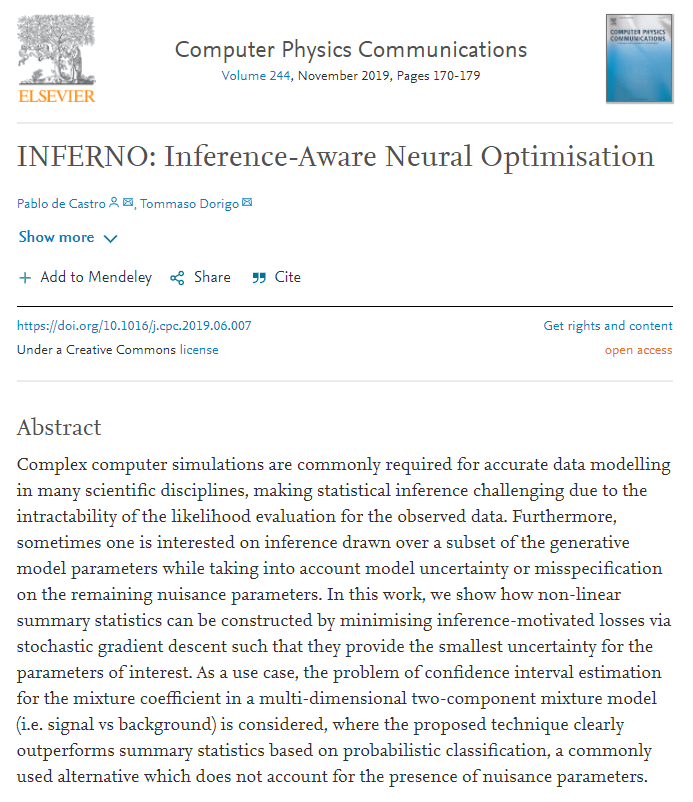 ELSEVIER
Computer Physics Communications
Volume 244, November 2019, Pages 170-179
COMPUTER PHYSICS
COMMUNICATIONS
INFERNO: Inference-Aware Neural Optimisation
Pablo de Castro, Tommaso Dorigo
Show more
Add to Mendeley Share Cite
https://doi.org/10.1016/j.cpc.2019.06.007 Get rights and content
Under a Creative Commons license open access
Abstract
Complex computer simulations are commonly required for accurate data modelling
in many scientific disciplines, making statistical inference challenging due to the
intractability of the likelihood evaluation for the observed data. Furthermore,
sometimes one is interested on inference drawn over a subset of the generative
model parameters while taking into account model uncertainty or misspecification
on the remaining nuisance parameters. In this work, we show how non-linear
summary statistics can be constructed by minimising inference-motivated losses via
stochastic gradient descent such that they provide the smallest uncertainty for the
parameters of interest. As a use case, the problem of confidence interval estimation
for the mixture coefficient in a multi-dimensional two-component mixture model
(i.e. signal vs background) is considered, where the proposed technique clearly
outperforms summary statistics based on probabilistic classification, a commonly
used alternative which does not account for the presence of nuisance parameters.